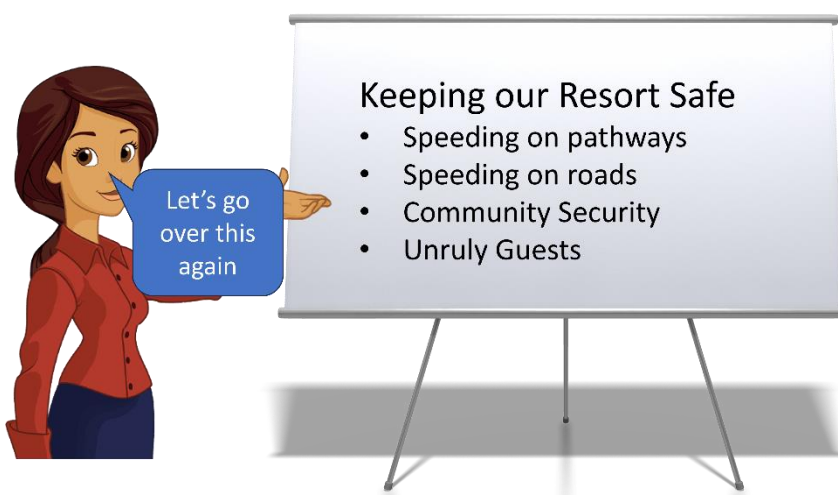 Keeping our Resort Safe
• Speeding on pathways
• Speeding on roads
• Community Security
• Unruly Guests
Let's go
over this
again